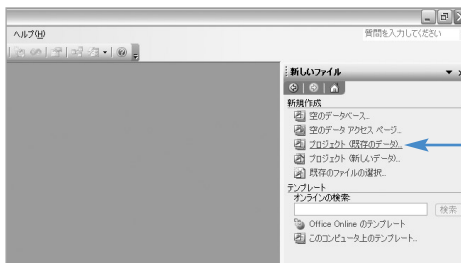 ヘルプ(H)
質問を入力してください
新しいファイル
新規作成
空のデータベース...
空のデータ アクセス ページ...
プロジェクト (既存のデータ)...
プロジェクト (新しいデータ)...
既存のファイルの選択...
テンプレート
オンラインの検索:
検索
Office Online のテンプレート
このコンピュータ上のテンプレート...